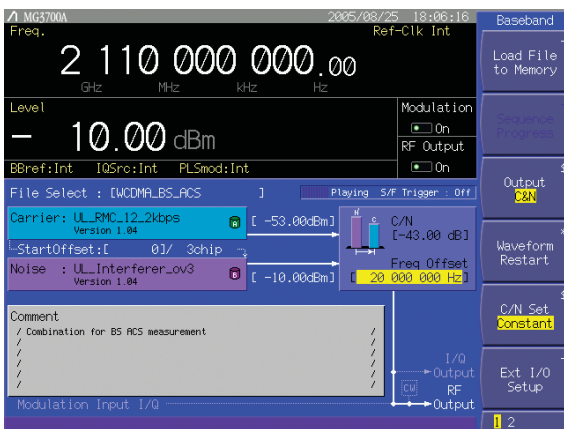 MG3700A 2005/08/25 18:06:16 Baseband
Freq. Ref-Clk Int
2 110 000 000.00
GHz MHz kHz Hz
Load File
to Memory
Level Modulation
- 10.00 dBm
On
RF Output
On
Sequence
Progress
BBref:Int IQSrc:Int PLSmod:Int
File Select : [WCDMA_BS_ACS ] Playing S/F Trigger : Off
Output
C&N
Carrier: UL_RMC_12_2kbps
Version 1.04
A
[ -53.00dBm]
N C
C/N
[-43.00 dB]
StartOffset:[ 0]/ 3chip
Noise : UL_Interferer_ov3
Version 1.04
B
[ -10.00dBm]
Freq Offset
[ 20 000 000 Hz]
Waveform
Restart
Comment
/ Combination for BS ACS measurement /
/ /
/ /
/ /
/ /
C/N Set
Constant
I/Q
Output
CW
RF
Output
Modulation Input I/Q
Ext I/O
Setup
1 2